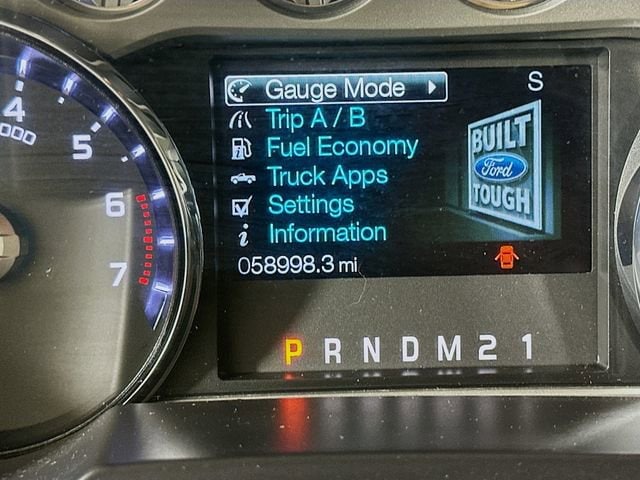 Gauge Mode
S
Trip A / B
Fuel Economy
Truck Apps
Settings
Information
BUILT
Ford
TOUGH
058998.3 mi
P R N D M 2 1
4
5
6
7
000